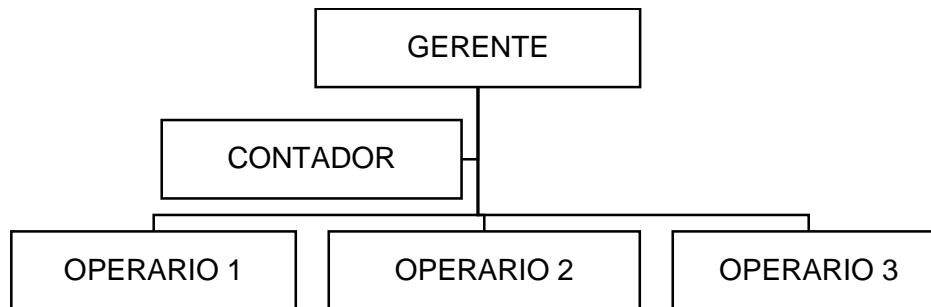 GERENTE
CONTADOR
OPERARIO 1
OPERARIO 2
OPERARIO 3